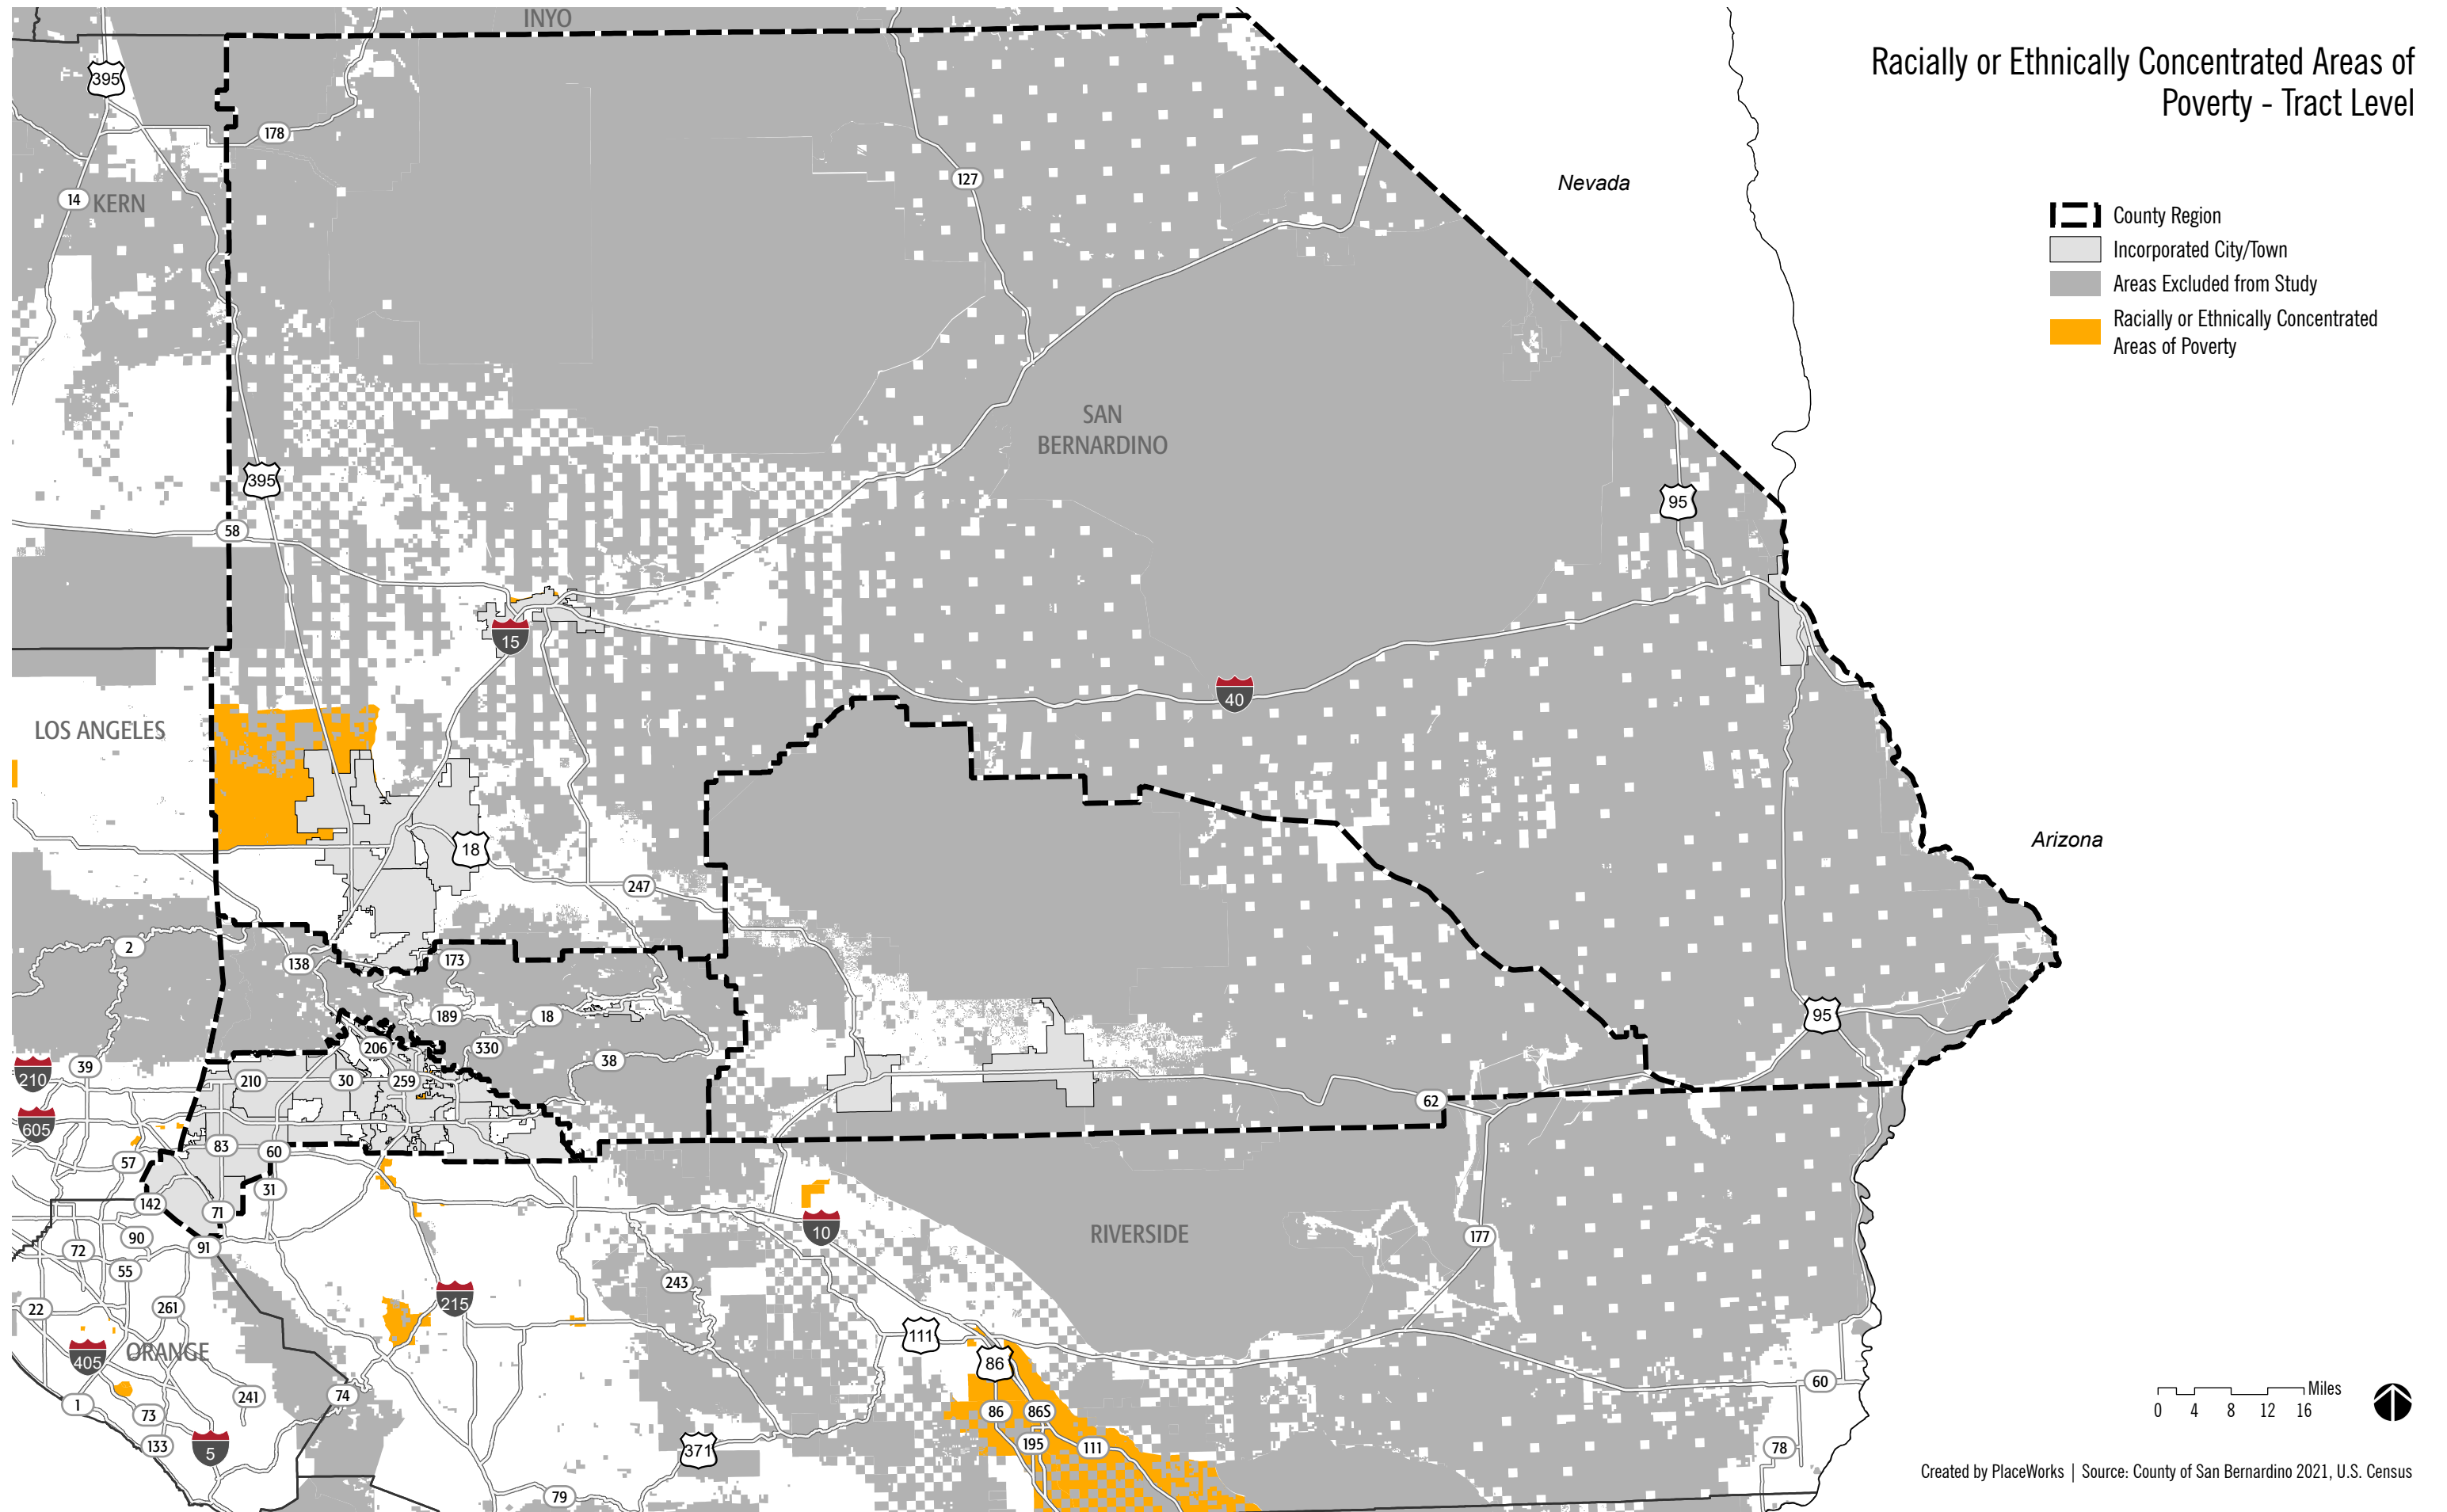 INYO
Racially or Ethnically Concentrated Areas of
Poverty - Tract Level
395
178
127
Nevada
14
KERN
County Region
Incorporated City/Town
Areas Excluded from Study
Racially or Ethnically Concentrated
Areas of Poverty
SAN
BERNARDINO
395
95
58
15
40
LOS ANGELES
18
Arizona
247
2
138
173
189
18
95
206
330
38
210
39
210
30
259
62
605
83
60
57
31
142
71
10
RIVERSIDE
177
90
91
72
55
243
215
22
261
111
ORANGE
405
86
60
Miles
0 4 8 12 16
1
241
74
73
86
86S
133
5
371
195
111
78
79
Created by PlaceWorks | Source: County of San Bernardino 2021, U.S. Census